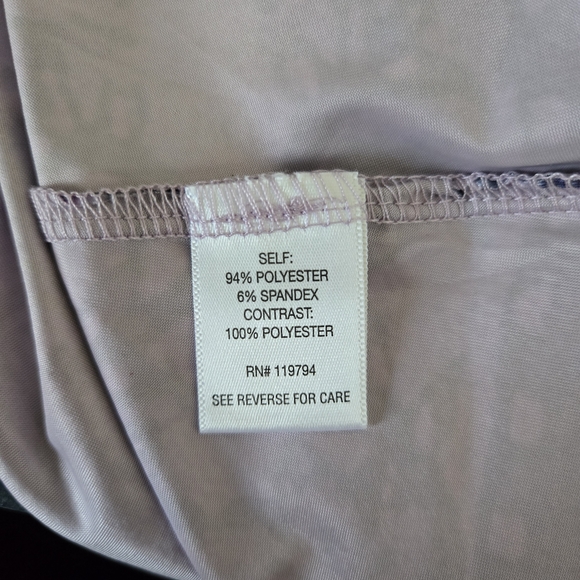 SELF:
94% POLYESTER
6% SPANDEX
CONTRAST:
100% POLYESTER
RN# 119794
SEE REVERSE FOR CARE